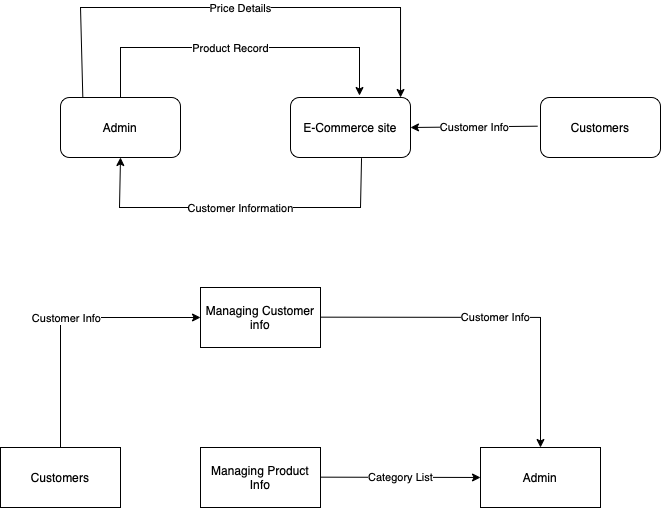 Price Details
Product Record
Admin
E-Commerce site
Customer Info
Customers
Customer Information
Managing Customer
info
Customer Info
Customer Info
Customers
Managing Product
Info
Category List
Admin